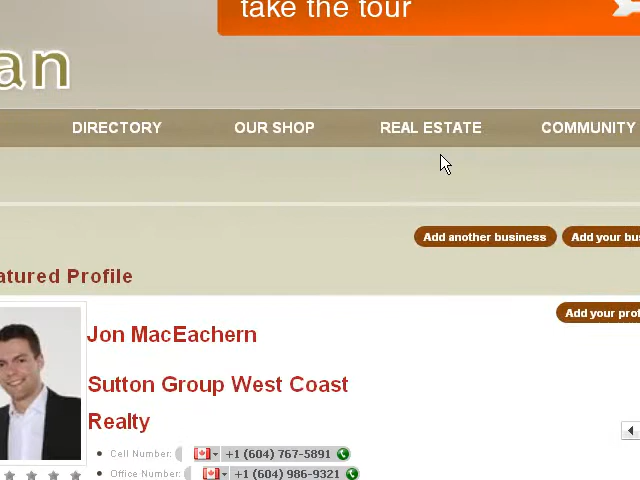 take the tour
an
DIRECTORY OUR SHOP REAL ESTATE COMMUNITY
Add another business Add your bus
atured Profile
Add your prof
Jon MacEachern
Sutton Group West Coast
Realty
Cell Number: +1 (604) 767-5891
Office Number: +1 (604) 986-9321